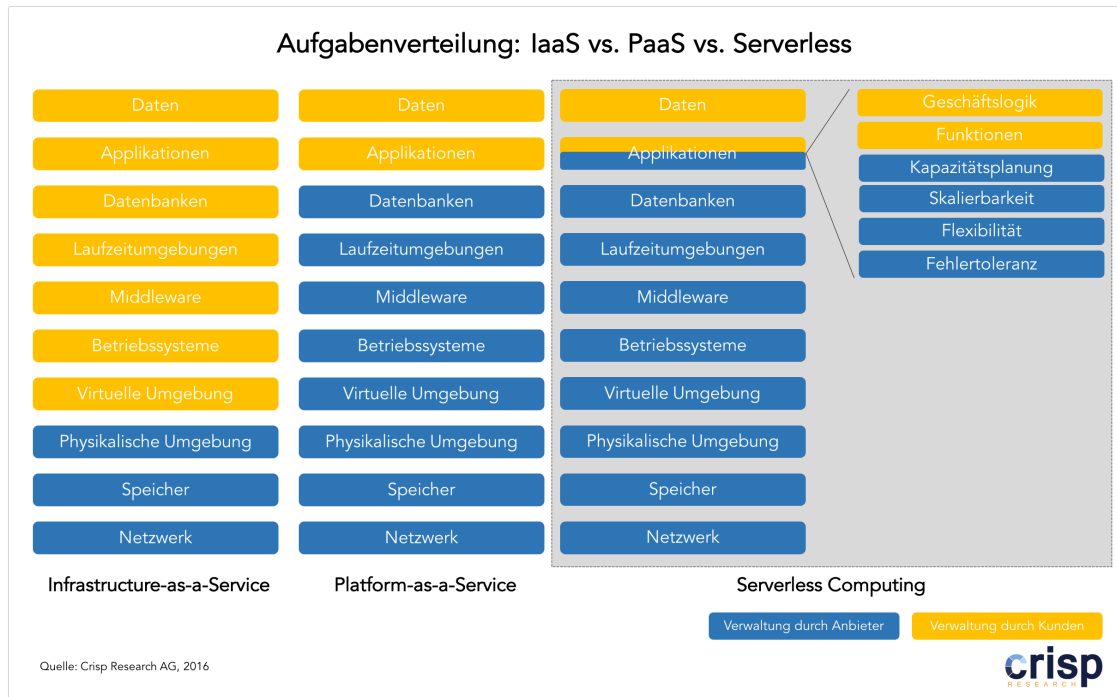 Aufgabenverteilung: IaaS vs. PaaS vs. Serverless
Daten
Applikationen
Datenbanken
Laufzeitumgebungen
Middleware
Betriebssysteme
Virtuelle Umgebung
Physikalische Umgebung
Speicher
Netzwerk
Infrastructure-as-a-Service
Daten
Applikationen
Datenbanken
Laufzeitumgebungen
Middleware
Betriebssysteme
Virtuelle Umgebung
Physikalische Umgebung
Speicher
Netzwerk
Platform-as-a-Service
Daten
Applikationen
Datenbanken
Laufzeitumgebungen
Middleware
Betriebssysteme
Virtuelle Umgebung
Physikalische Umgebung
Speicher
Netzwerk
Geschäftslogik
Funktionen
Kapazitätsplanung
Skalierbarkeit
Flexibilität
Fehlertoleranz
Serverless Computing
Verwaltung durch Anbieter
Verwaltung durch Kunden
Quelle: Crisp Research AG, 2016
crisp
RESEARCH